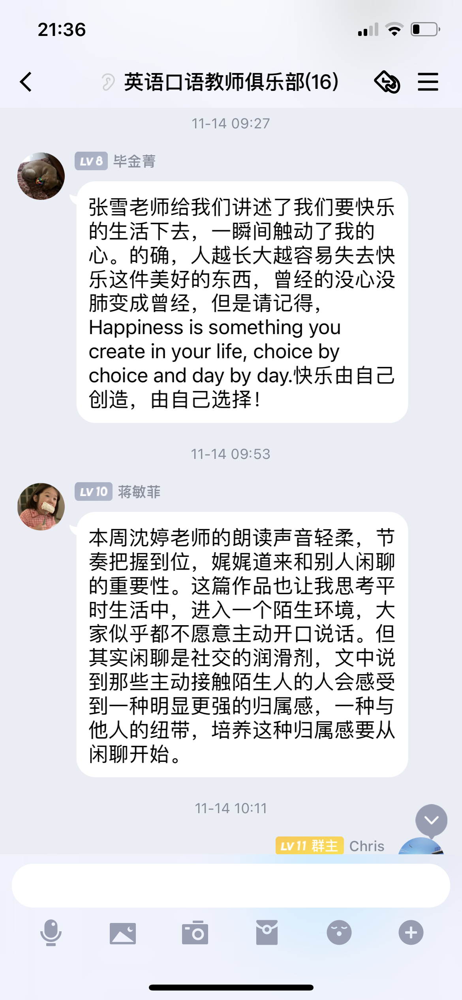 21:36
英语口语教师俱乐部(16)
11-14 09:27
LV 8 毕金菁
张雪老师给我们讲述了我们要快乐
的生活下去，一瞬间触动了我的
心。的确，人越长大越容易失去快
乐这件美好的东西，曾经的没心没
肺变成曾经，但是请记得，
Happiness is something you
create in your life, choice by
choice and day by day.快乐由自己
创造，由自己选择！
11-14 09:53
LV 10 蒋敏菲
本周沈婷老师的朗读声音轻柔，节
奏把握到位，娓娓道来和别人闲聊
的重要性。这篇作品也让我思考平
时生活中，进入一个陌生环境，大
家似乎都不愿意主动开口说话。但
其实闲聊是社交的润滑剂，文中说
到那些主动接触陌生人的人会感受
到一种明显更强的归属感，一种与
他人的纽带，培养这种归属感要从
闲聊开始。
11-14 10:11
LV 11 群主 Chris